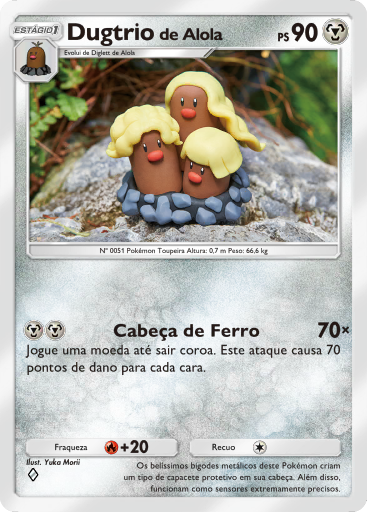 ESTÁGIO 1
Dugtrio de Alola
PS 90
Evolui de Diglett de Alola
Nº 0051 Pokémon Toupeira Altura: 0,7 m Peso: 66,6 kg
Cabeça de Ferro 70×
Jogue uma moeda até sair coroa. Este ataque causa 70
pontos de dano para cada cara.
Fraqueza +20
Recuo
Ilust. Yuka Morii
Os belíssimos bigodes metálicos deste Pokémon criam
um tipo de capacete protetivo em sua cabeça. Além disso,
funcionam como sensores extremamente precisos.